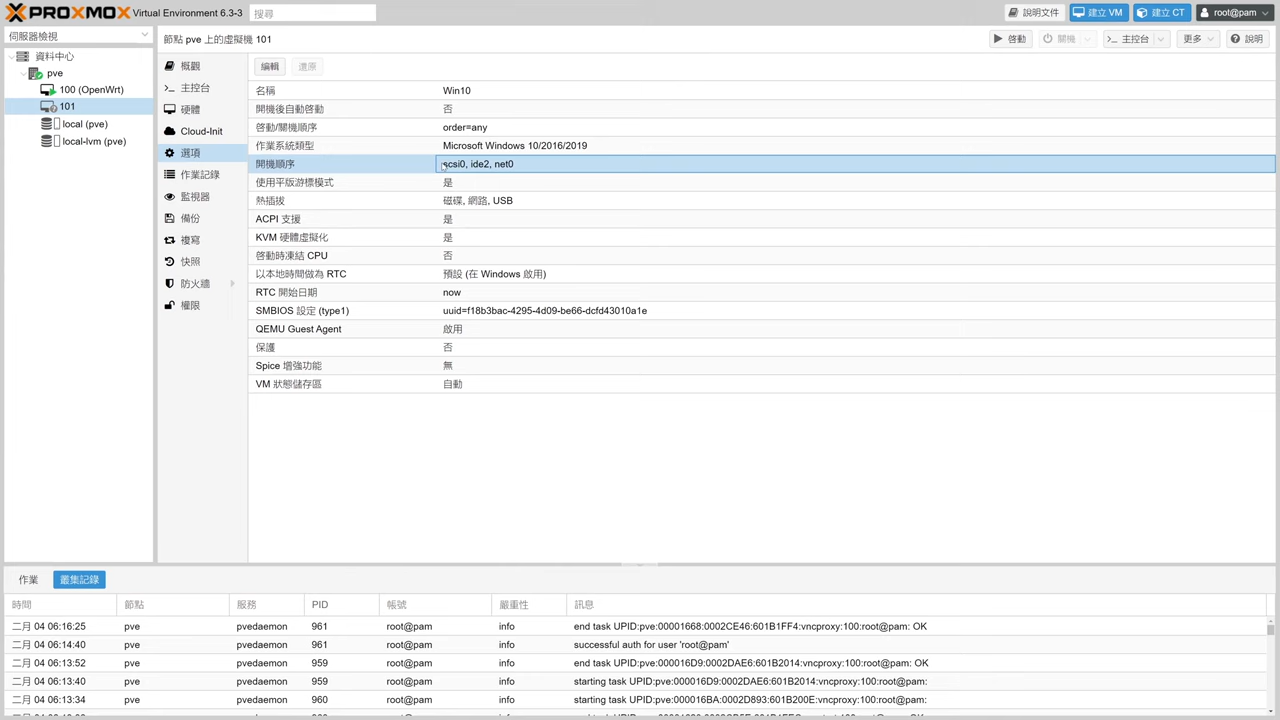 PROXMOX Virtual Environment 6.3-3 搜尋 說明文件 建立 VM 建立 CT root@pam
伺服器檢視
節點 pve 上的虛擬機 101 啓動 關機 主控台 更多 說明
資料中心
pve
100 (OpenWrt)
101
local (pve)
local-lvm (pve)
概觀
主控台
硬體
Cloud-Init
選項
作業記錄
監視器
備份
複寫
快照
防火牆
權限
編輯 還原
名稱 Win10
開機後自動啓動 否
啓動/關機順序 order=any
作業系統類型 Microsoft Windows 10/2016/2019
開機順序 scsi0, ide2, net0
使用平版游標模式 是
熱插拔 磁碟, 網路, USB
ACPI 支援 是
KVM 硬體虛擬化 是
啓動時凍結 CPU 否
以本地時間做為 RTC 預設 (在 Windows 啟用)
RTC 開始日期 now
SMBIOS 設定 (type1) uuid=f18b3bac-4295-4d09-be66-dcfd43010a1e
QEMU Guest Agent 啟用
保護 否
Spice 增強功能 無
VM 狀態儲存區 自動
作業 叢集記錄
時間 節點 服務 PID 帳號 嚴重性 訊息
二月 04 06:16:25 pve pvedaemon 961 root@pam info end task UPID:pve:00001668:0002CE46:601B1FF4:vncproxy:100:root@pam: OK
二月 04 06:14:40 pve pvedaemon 961 root@pam info successful auth for user 'root@pam'
二月 04 06:13:52 pve pvedaemon 959 root@pam info end task UPID:pve:000016D9:0002DAE6:601B2014:vncproxy:100:root@pam: OK
二月 04 06:13:40 pve pvedaemon 959 root@pam info starting task UPID:pve:000016D9:0002DAE6:601B2014:vncproxy:100:root@pam:
二月 04 06:13:34 pve pvedaemon 960 root@pam info starting task UPID:pve:000016BA:0002D893:601B200E:vncproxy:100:root@pam: